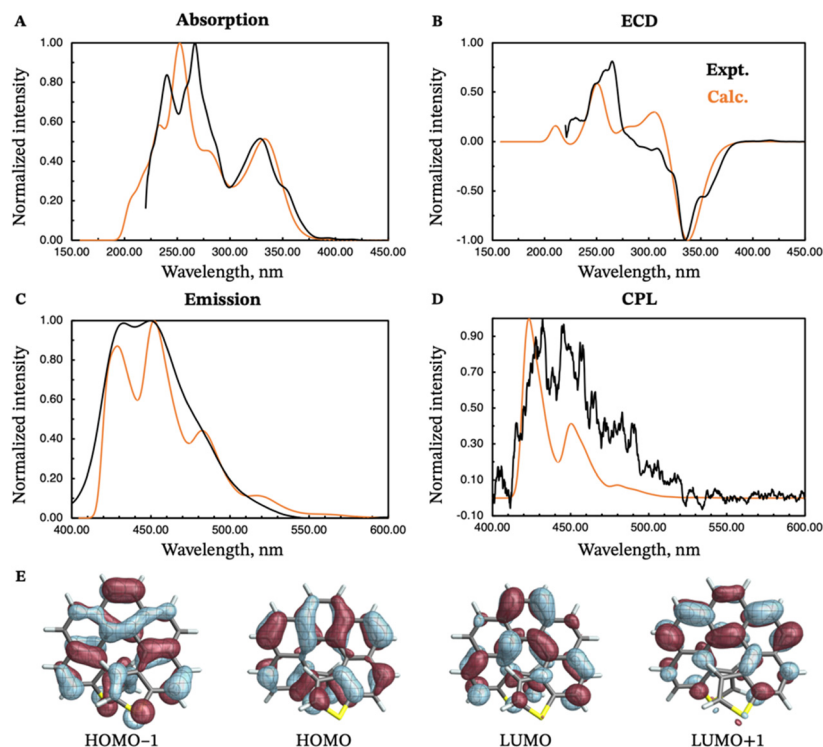 A Absorption
Normalized intensity
1.00
0.80
0.60
0.40
0.20
0.00
150.00 200.00 250.00 300.00 350.00 400.00 450.00
Wavelength, nm
B ECD
Normalized intensity
1.00
0.50
0.00
-0.50
-1.00
Expt.
Calc.
150.00 200.00 250.00 300.00 350.00 400.00 450.00
Wavelength, nm
C Emission
Normalized intensity
1.00
0.80
0.60
0.40
0.20
0.00
400.00 450.00 500.00 550.00 600.00
Wavelength, nm
D CPL
Normalized intensity
0.90
0.70
0.50
0.30
0.10
-0.10
400.00 450.00 500.00 550.00 600.00
Wavelength, nm
E
HOMO−1 HOMO LUMO LUMO+1